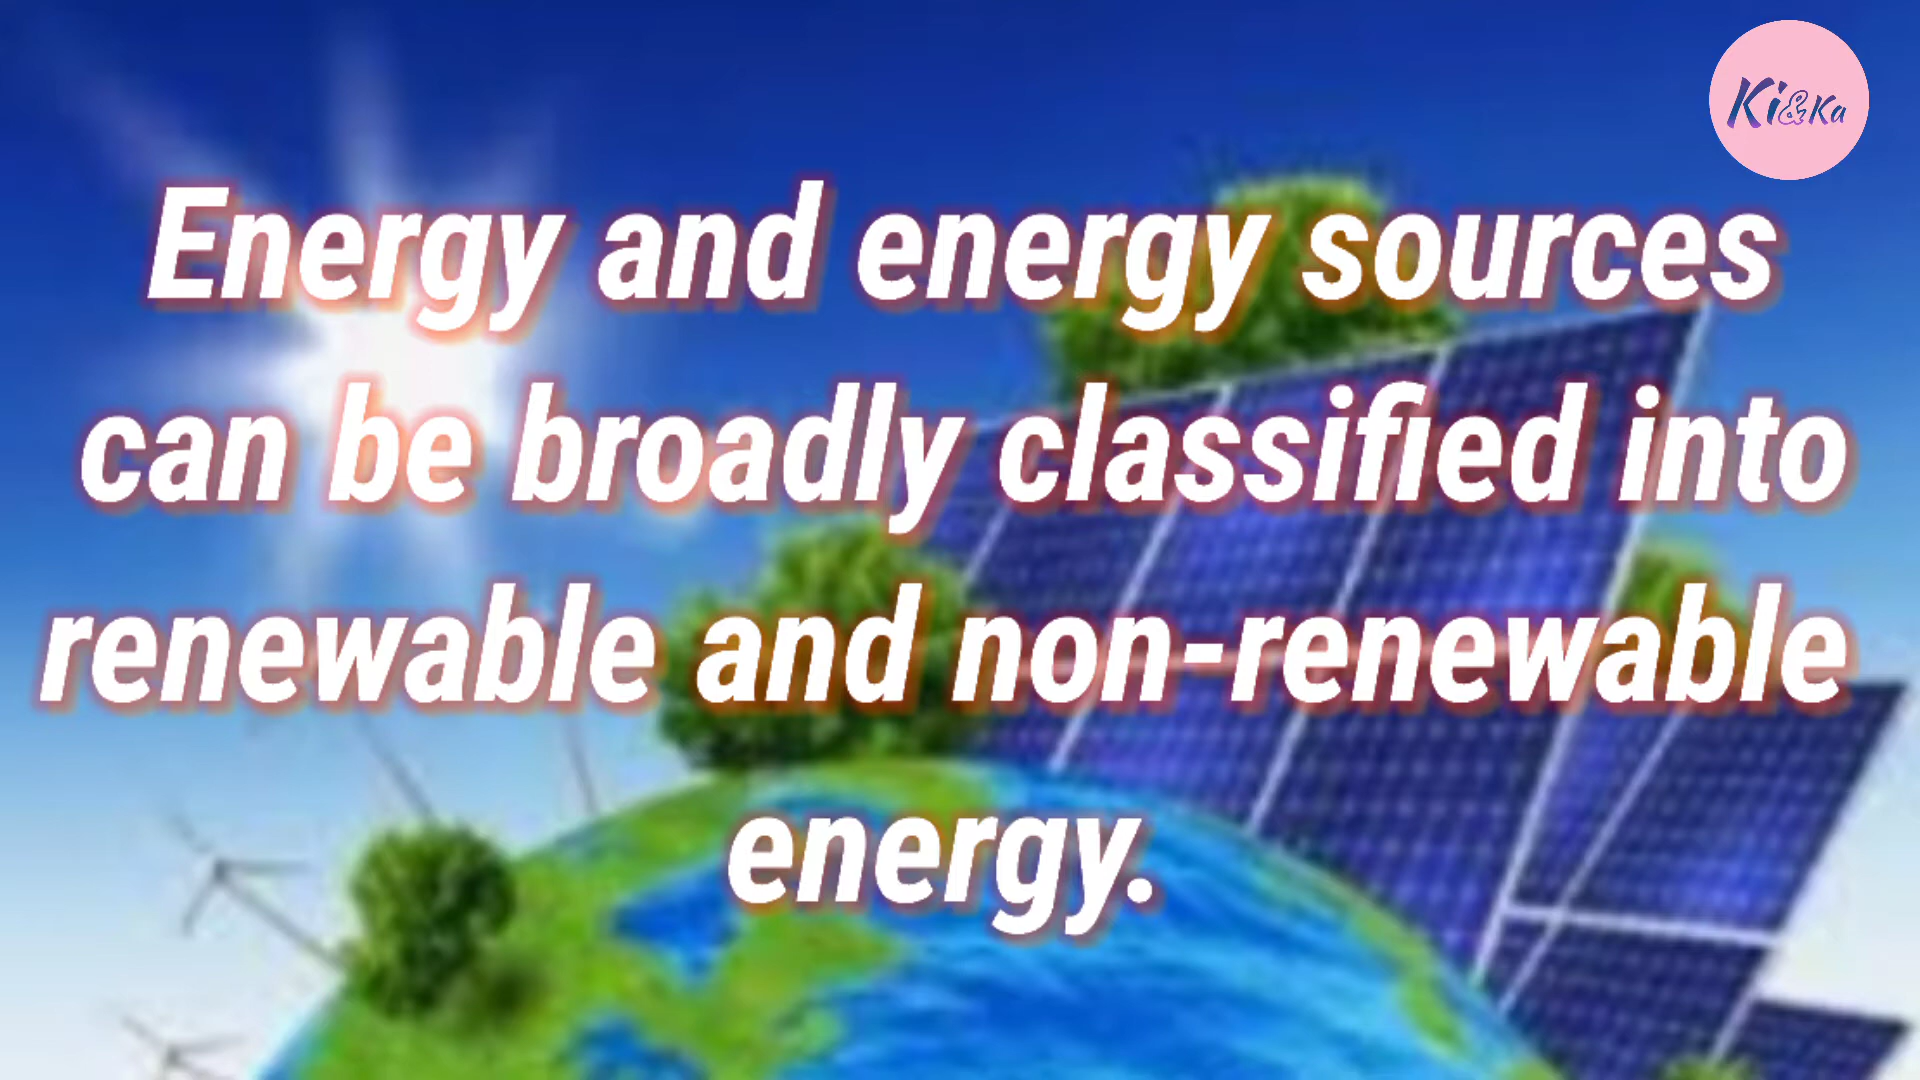 Ki&Ka
Energy and energy sources
can be broadly classified into
renewable and non-renewable
energy.